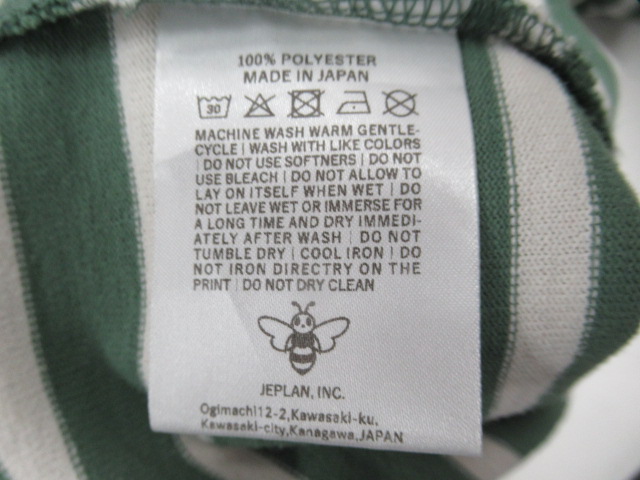 100% POLYESTER
MADE IN JAPAN
30
MACHINE WASH WARM GENTLE-
CYCLE | WASH WITH LIKE COLORS
| DO NOT USE SOFTNERS | DO NOT
USE BLEACH | DO NOT ALLOW TO
LAY ON ITSELF WHEN WET | DO
NOT LEAVE WET OR IMMERSE FOR
A LONG TIME AND DRY IMMEDI-
ATELY AFTER WASH | DO NOT
TUMBLE DRY | COOL IRON | DO
NOT IRON DIRECTRY ON THE
PRINT | DO NOT DRY CLEAN
JEPLAN, INC.
Ogimachi12-2,Kawasaki-ku,
Kawasaki-city,Kanagawa,JAPAN